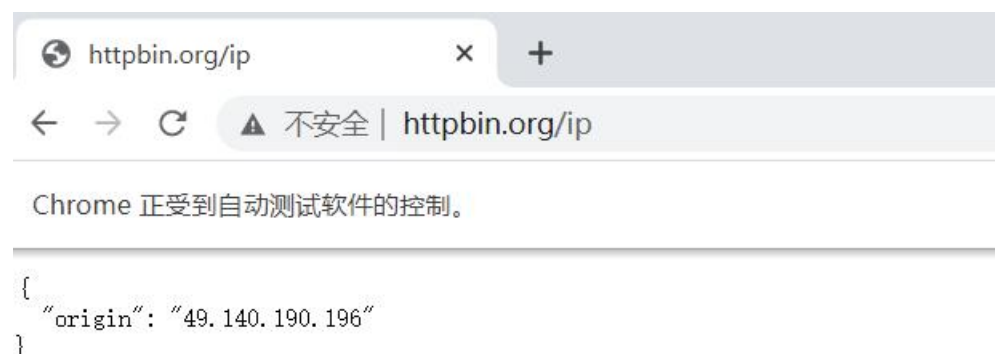 httpbin.org/ip
不安全 | httpbin.org/ip
Chrome 正受到自动测试软件的控制。
{
"origin": "49.140.190.196"
}